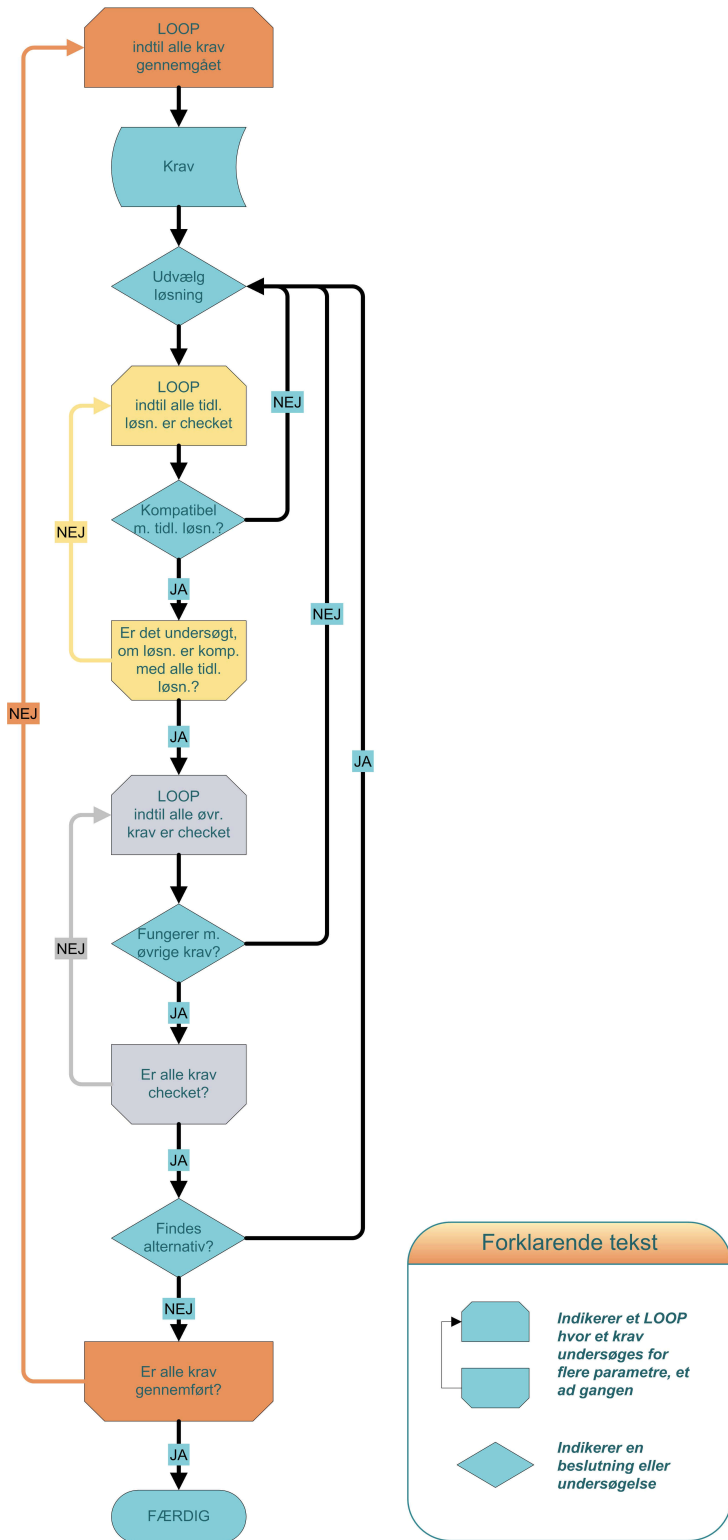 LOOP
indtil alle krav
gennemgået
Krav
Udvælg
løsning
LOOP
indtil alle tidl.
løsn. er checket
NEJ
Kompatibel
m. tidl. løsn.?
NEJ
JA
NEJ
Er det undersøgt,
om løsn. er komp.
med alle tidl.
løsn.?
NEJ
JA
JA
LOOP
indtil alle øvr.
krav er checket
Fungerer m.
øvrige krav?
NEJ
JA
Er alle krav
checket?
JA
Findes
alternativ?
NEJ
Er alle krav
gennemført?
JA
FÆRDIG
Forklarende tekst
Indikerer et LOOP
hvor et krav
undersøges for
flere parametre, et
ad gangen
Indikerer en
beslutning eller
undersøgelse